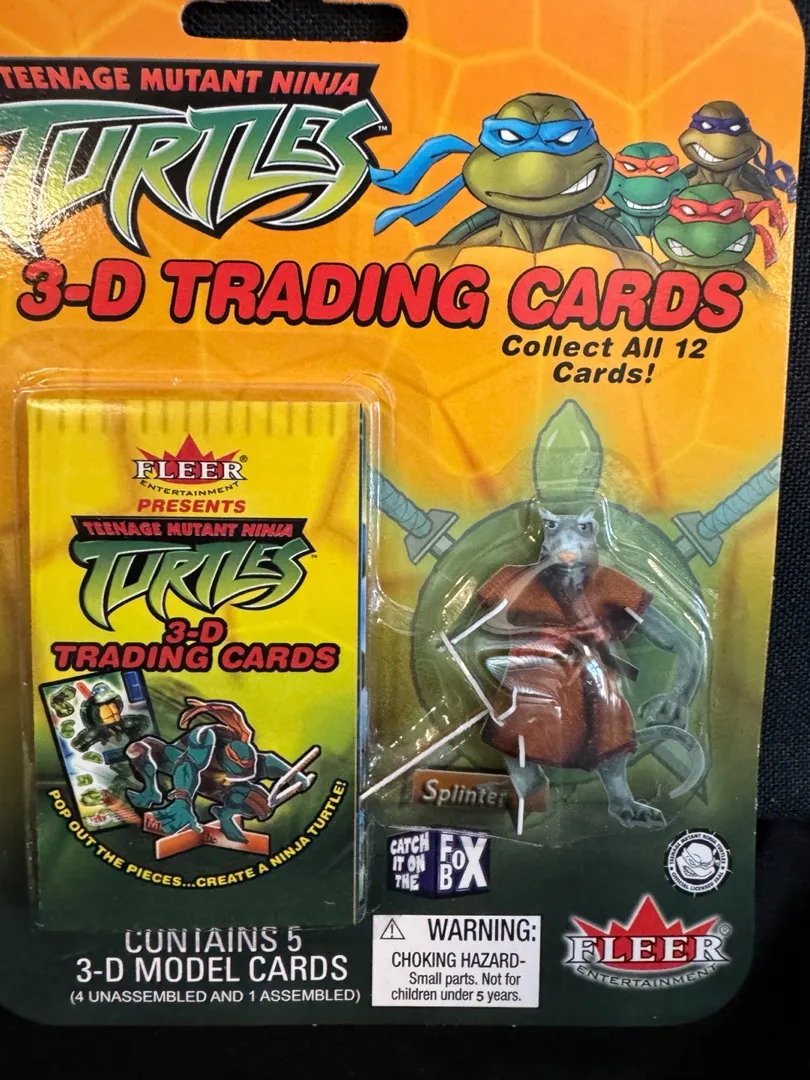 TEENAGE MUTANT NINJA
TURTLES™
3-D TRADING CARDS
Collect All 12
Cards!
FLEER®
ENTERTAINMENT
PRESENTS
TEENAGE MUTANT NINJA
TURTLES™
3-D
TRADING CARDS
POP OUT THE PIECES...CREATE A NINJA TURTLE!
Splinter
CATCH
IT ON
THE
FOX
BOX
CONTAINS 5
3-D MODEL CARDS
(4 UNASSEMBLED AND 1 ASSEMBLED)
WARNING:
CHOKING HAZARD-
Small parts. Not for
children under 5 years.
FLEER®
ENTERTAINMENT